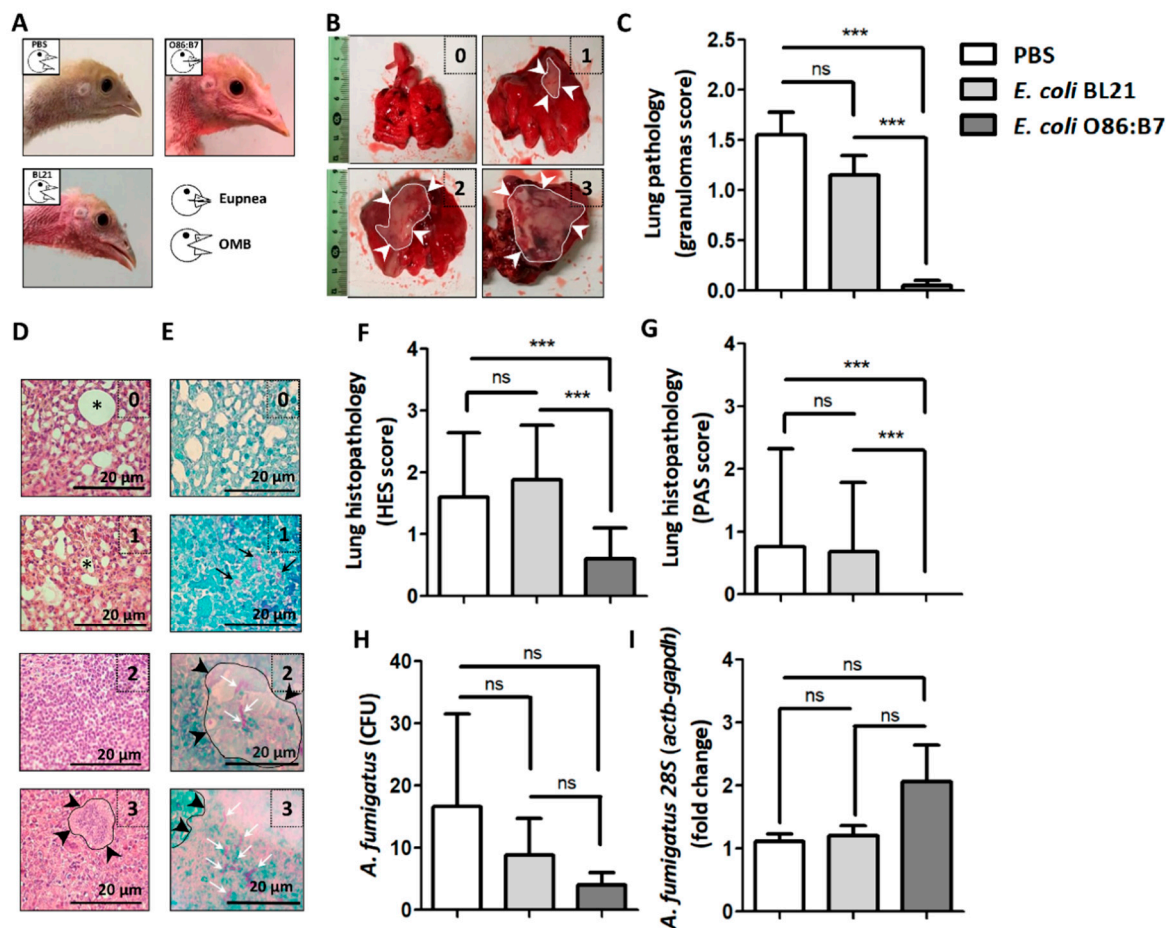 A
PBS
O86:B7
BL21
Eupnea
OMB
B
0
1
2
3
C
Lung pathology
(granulomas score)
2.5
2.0
1.5
1.0
0.5
0.0
***
ns
***
PBS
E. coli BL21
E. coli O86:B7
D
*
0
20 µm
*
1
20 µm
2
20 µm
3
20 µm
E
0
20 µm
1
20 µm
2
20 µm
3
20 µm
F
Lung histopathology
(HES score)
4
3
2
1
0
***
ns
***
G
Lung histopathology
(PAS score)
4
3
2
1
0
***
ns
***
H
A. fumigatus (CFU)
40
30
20
10
0
ns
ns
ns
I
A. fumigatus 28S (actb-gapdh)
(fold change)
4
3
2
1
0
ns
ns
ns